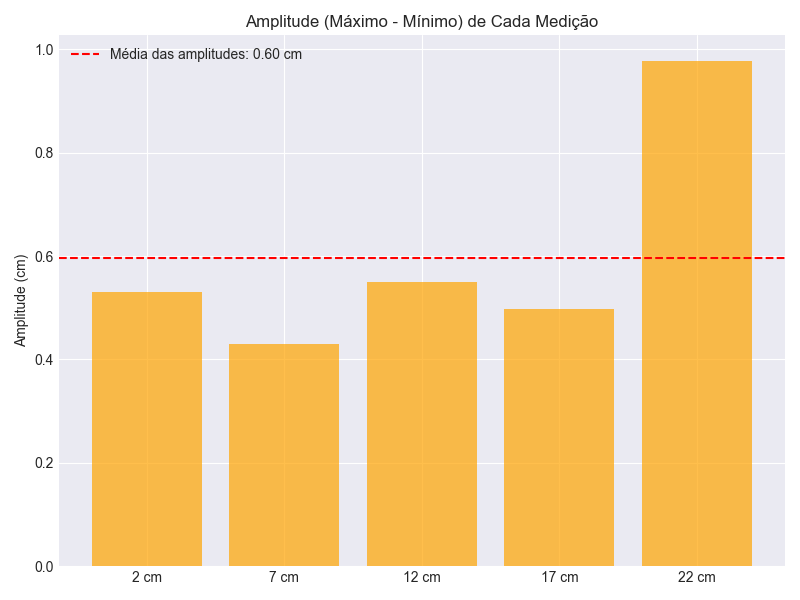 Amplitude (Máximo - Mínimo) de Cada Medição
Média das amplitudes: 0.60 cm
Amplitude (cm)
1.0
0.8
0.6
0.4
0.2
0.0
2 cm
7 cm
12 cm
17 cm
22 cm